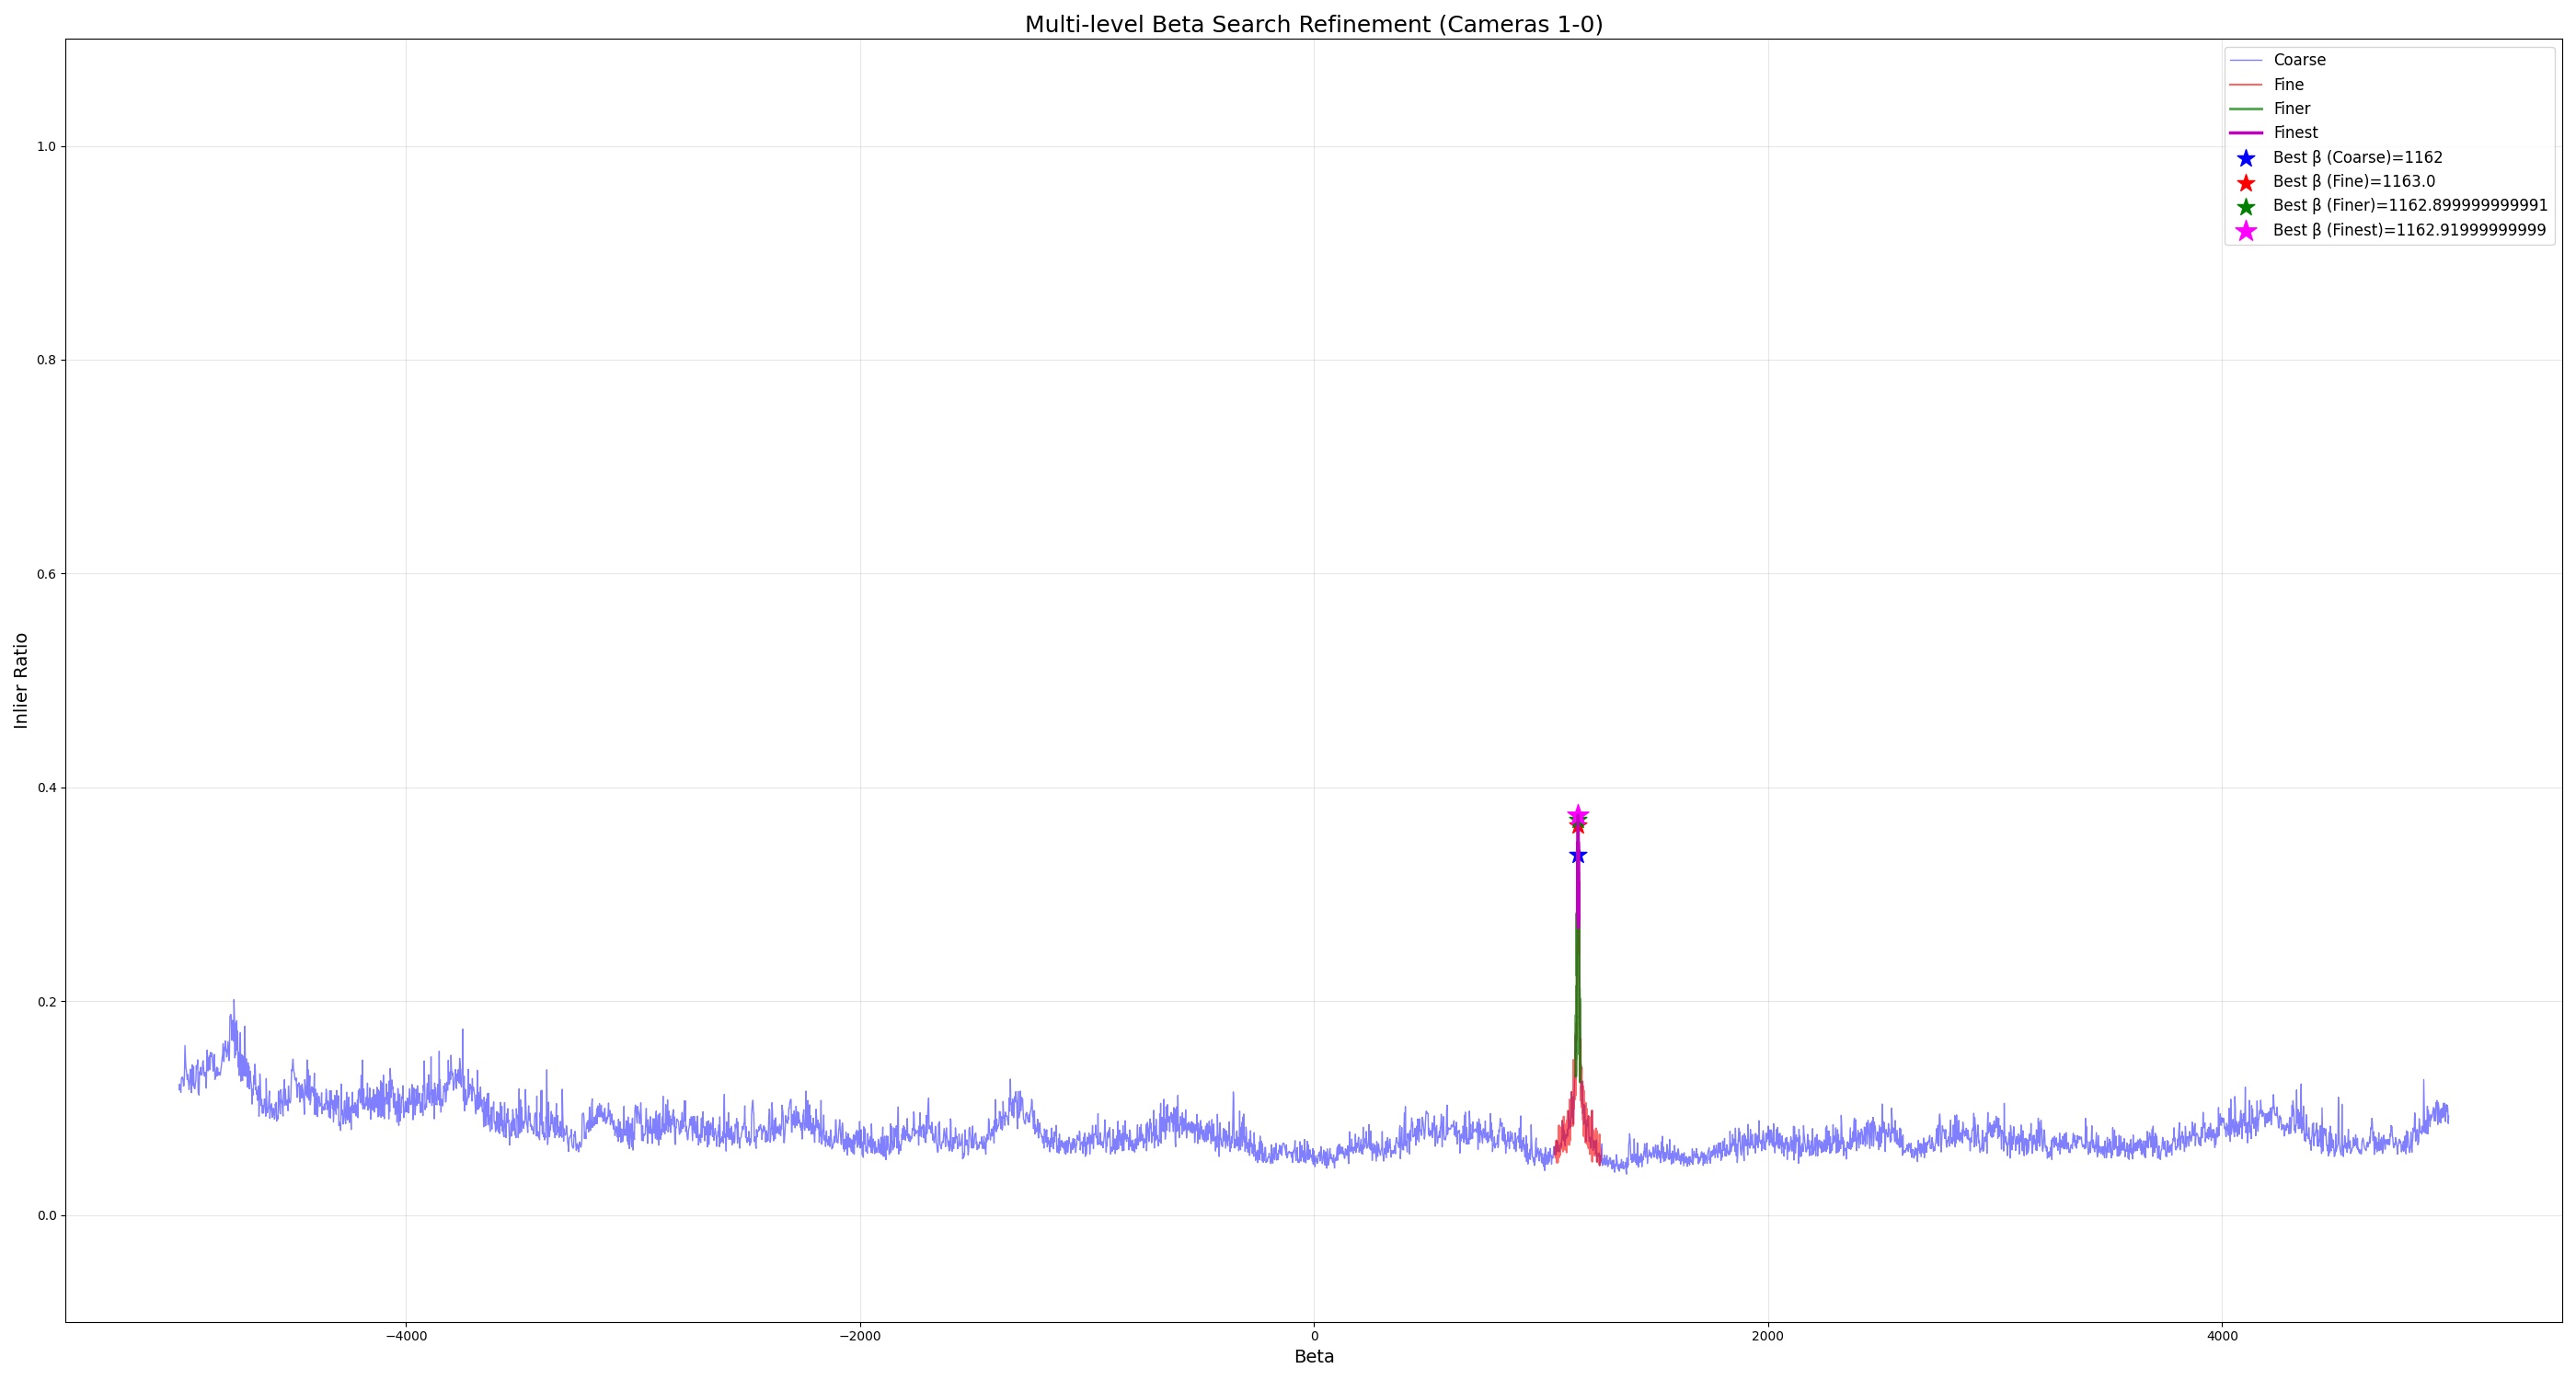 Multi-level Beta Search Refinement (Cameras 1-0)
Coarse
Fine
Finer
Finest
Best β (Coarse)=1162
Best β (Fine)=1163.0
Best β (Finer)=1162.899999999991
Best β (Finest)=1162.91999999999
1.0
0.8
0.6
0.4
0.2
0.0
Inlier Ratio
−4000
−2000
0
2000
4000
Beta